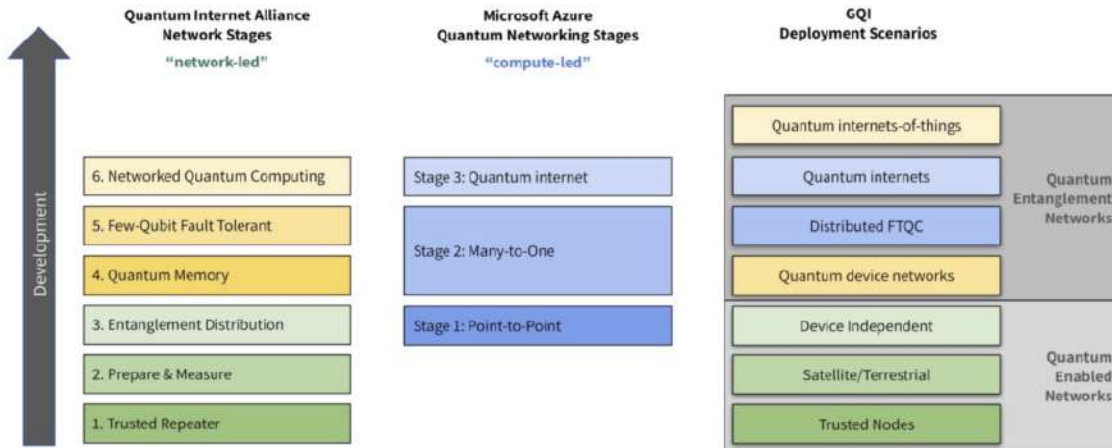 Quantum Internet Alliance
Network Stages
"network-led"
Microsoft Azure
Quantum Networking Stages
"compute-led"
GQI
Deployment Scenarios
Development
6. Networked Quantum Computing
5. Few-Qubit Fault Tolerant
4. Quantum Memory
3. Entanglement Distribution
2. Prepare & Measure
1. Trusted Repeater
Stage 3: Quantum internet
Stage 2: Many-to-One
Stage 1: Point-to-Point
Quantum internets-of-things
Quantum internets
Distributed FTQC
Quantum device networks
Device Independent
Satellite/Terrestrial
Trusted Nodes
Quantum
Entanglement
Networks
Quantum
Enabled
Networks